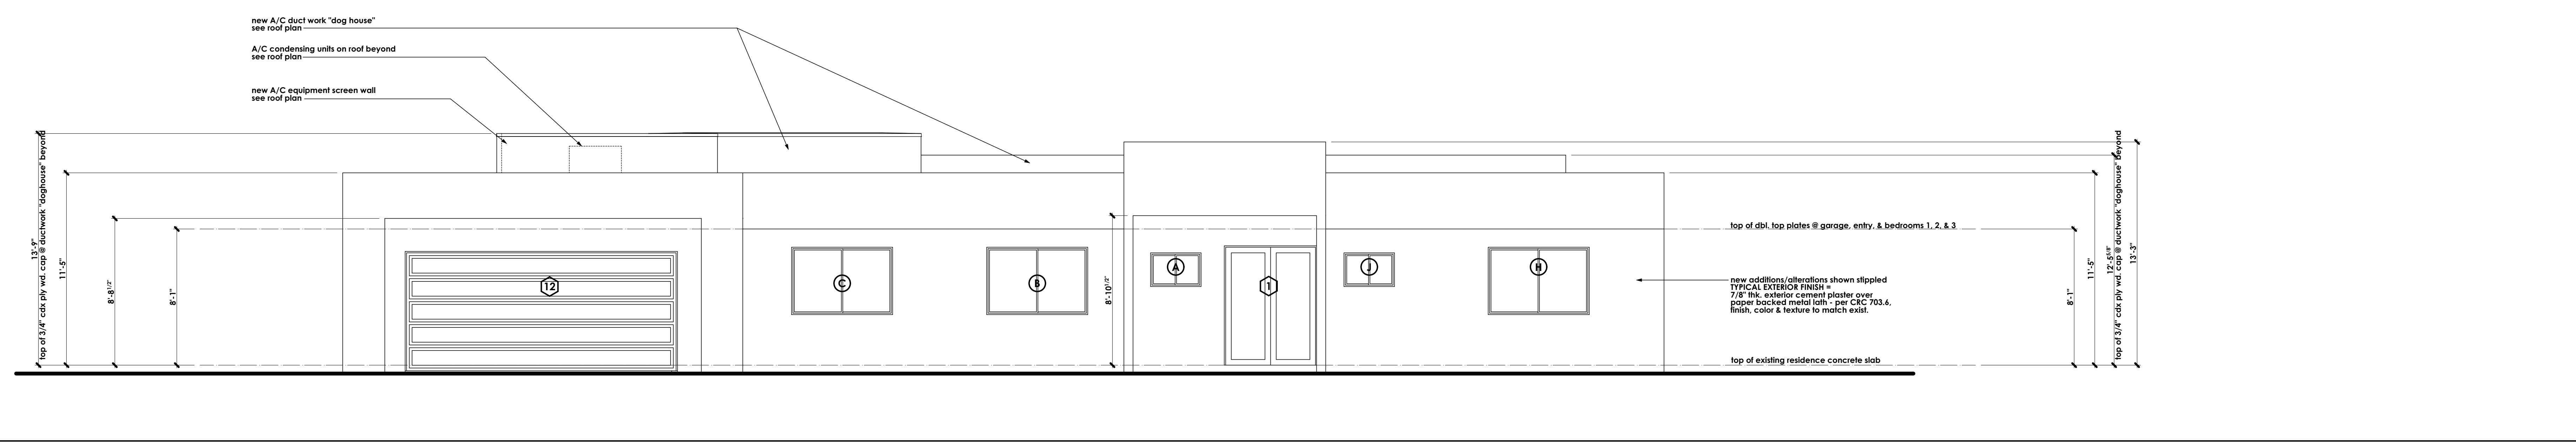 new A/C duct work "dog house"
see roof plan
A/C condensing units on roof beyond
see roof plan
new A/C equipment screen wall
see roof plan
13'-9"
top of 3/4" cdx ply wd. cap @ ductwork "doghouse" beyond
11'-5"
8'-8 1/2"
8'-1"
12
C
B
8'-10 1/2"
A
1
J
H
top of dbl. top plates @ garage, entry, & bedrooms 1, 2, & 3
new additions/alterations shown stippled
TYPICAL EXTERIOR FINISH =
7/8" thk. exterior cement plaster over
paper backed metal lath - per CRC 703.6,
finish, color & texture to match exist.
top of existing residence concrete slab
8'-1"
11'-5"
12'-5 5/8"
top of 3/4" cdx ply wd. cap @ ductwork "doghouse" beyond
13'-3"